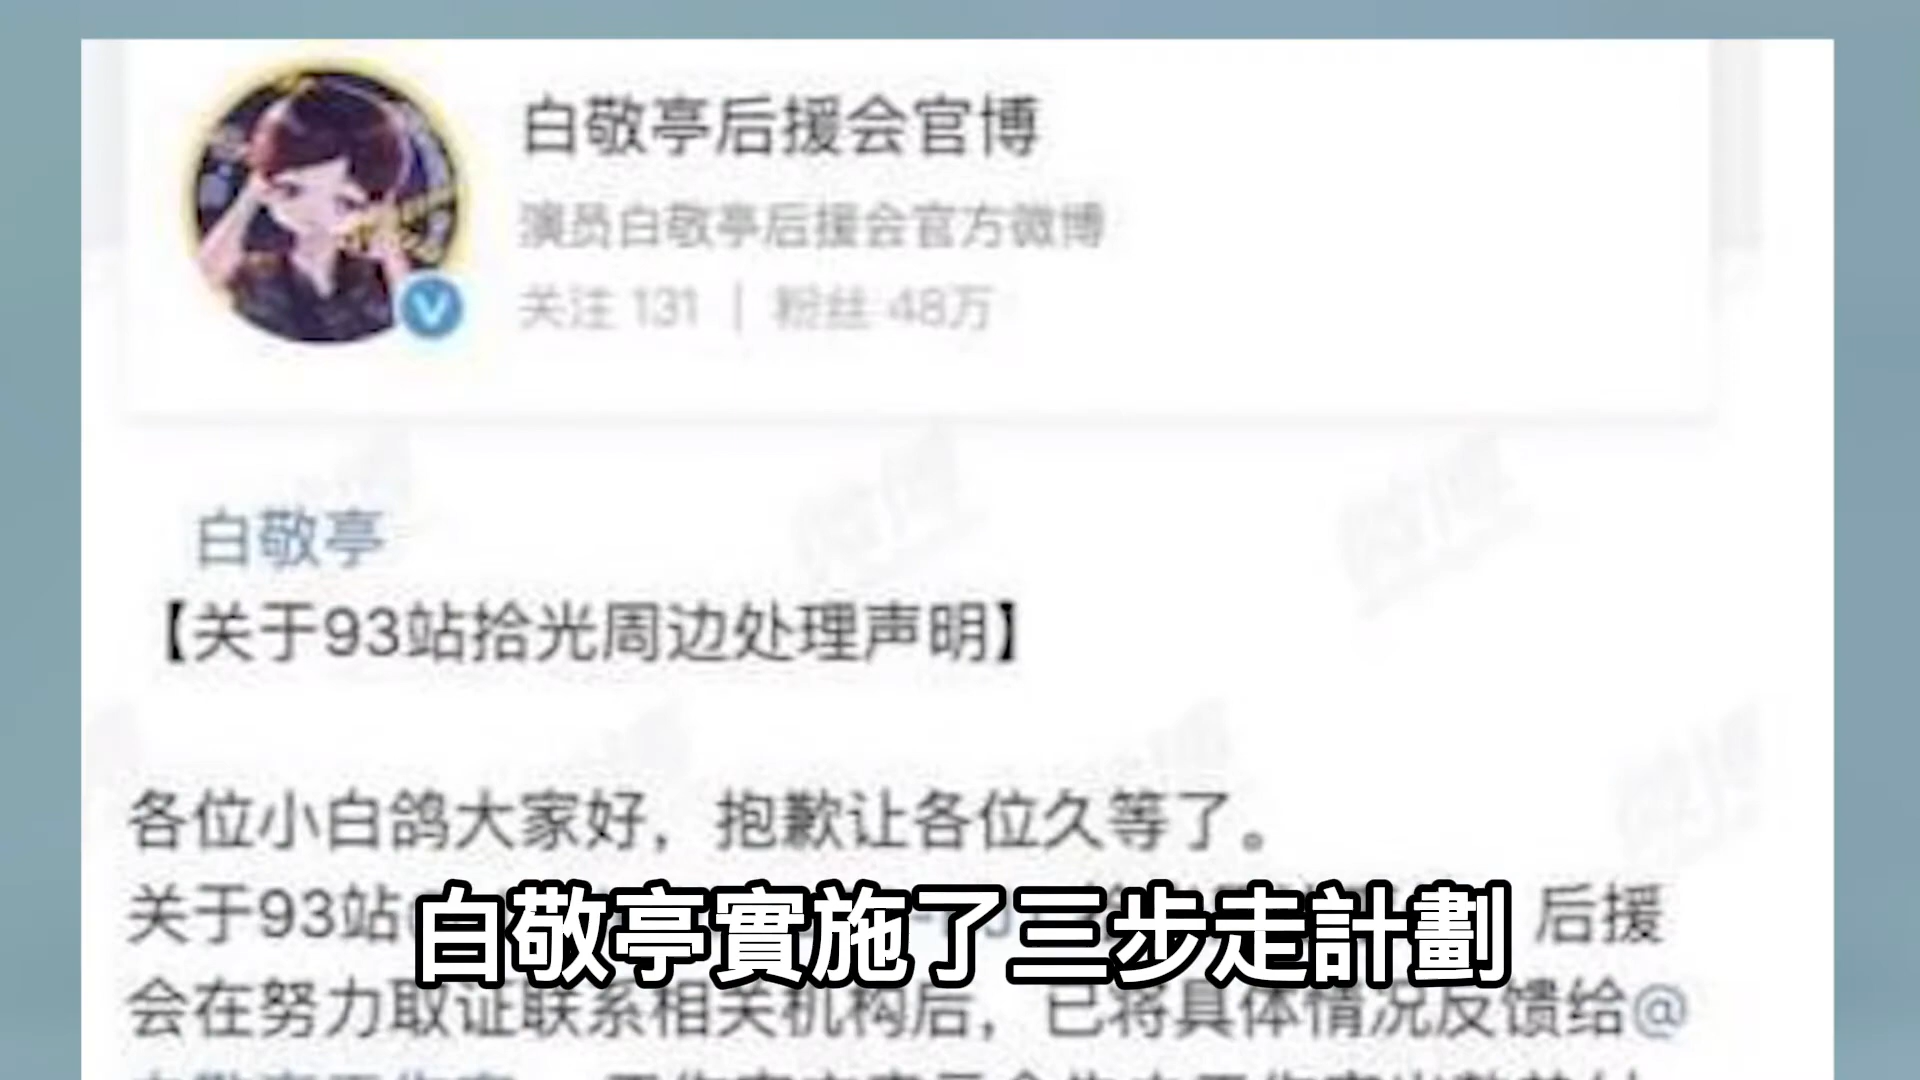 白敬亭后援会官博
演员白敬亭后援会官方微博
关注 131 | 粉丝 48万
白敬亭
【关于93站拾光周边处理声明】
各位小白鸽大家好，抱歉让各位久等了。
关于93站
后援
白敬亭實施了三步走計劃
会在努力取证联系相关机构后，已将具体情况反馈给@